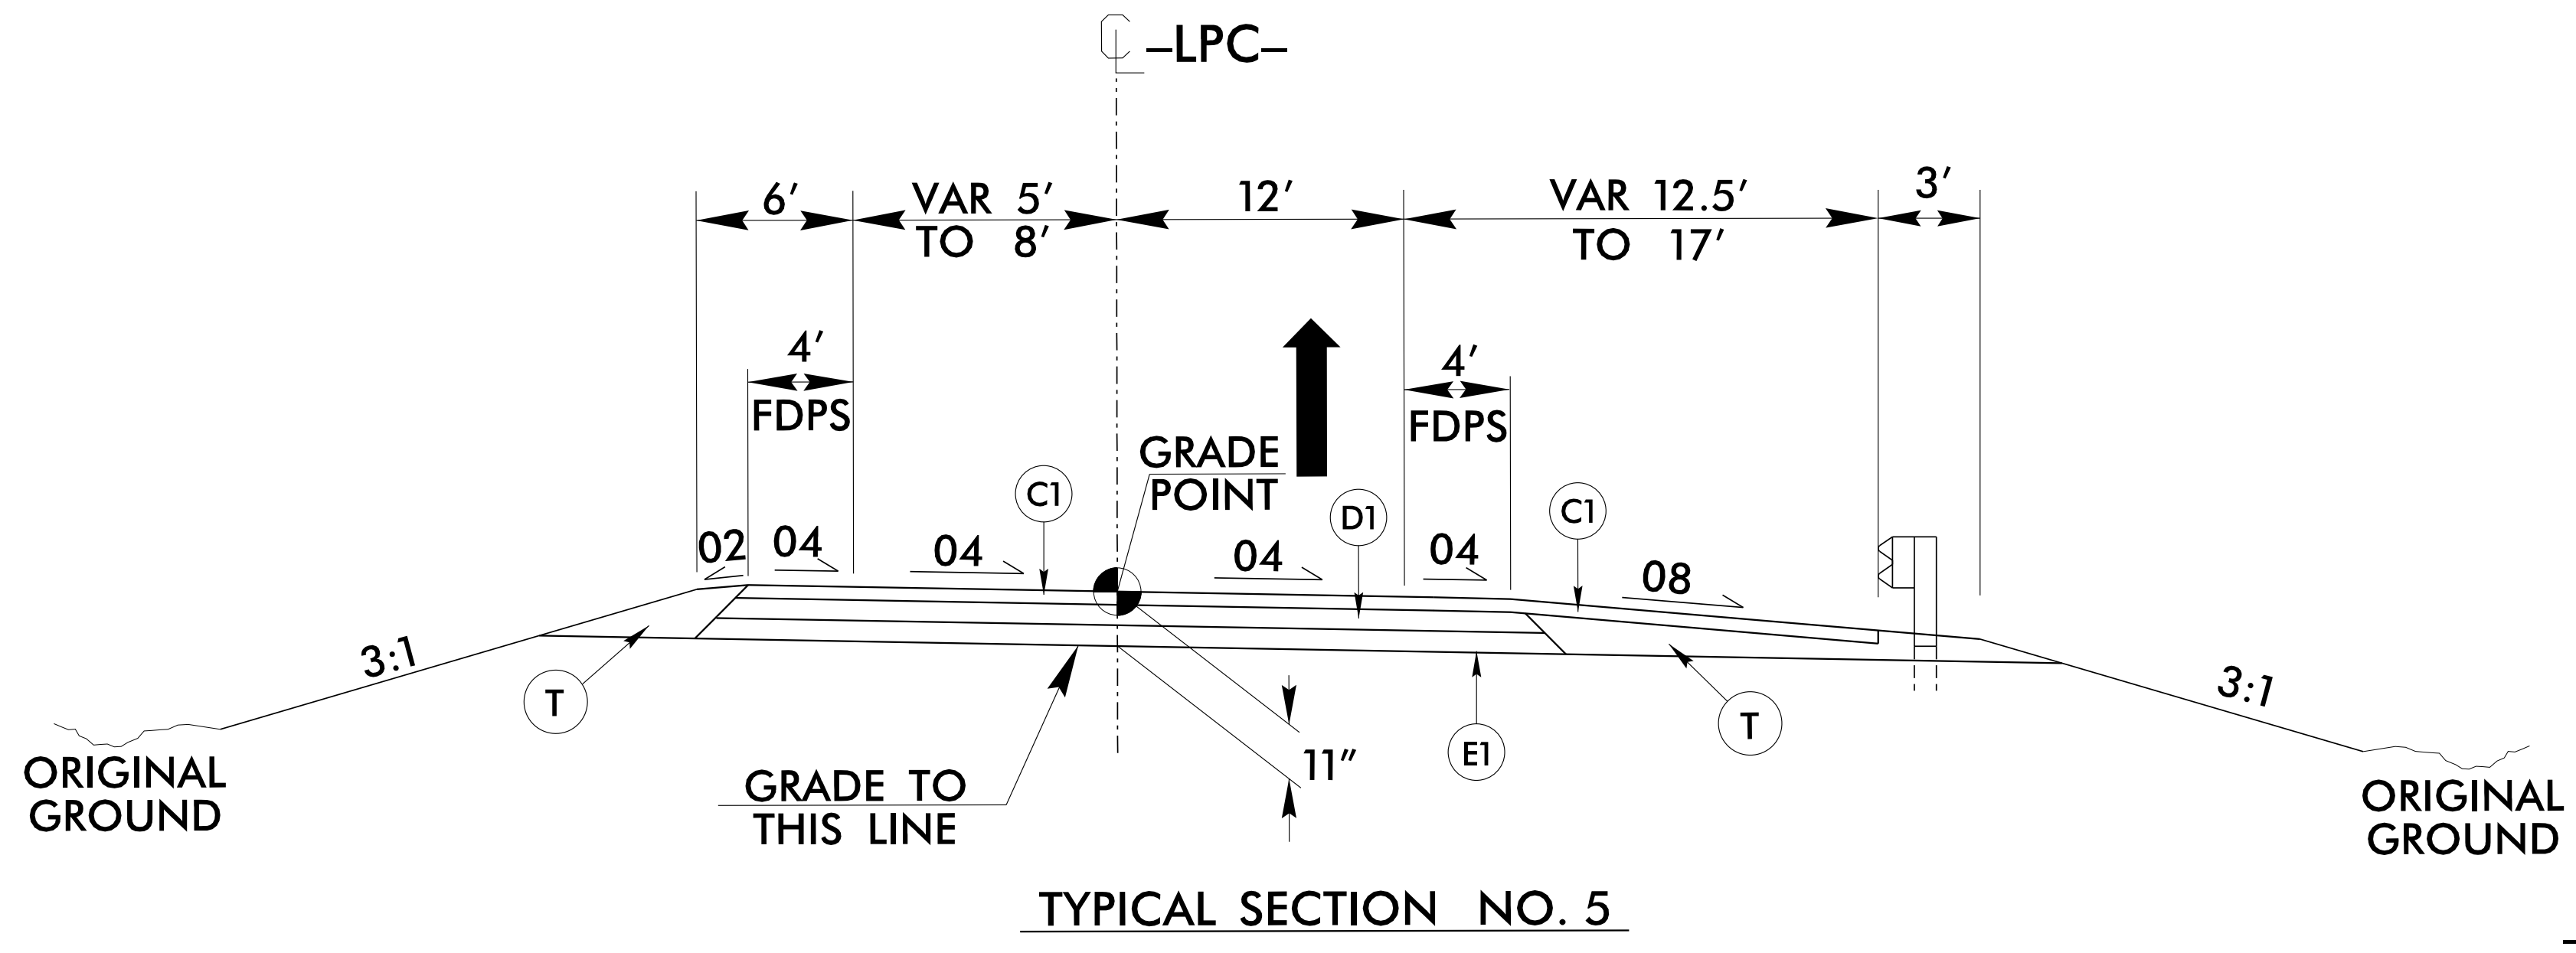 ℄ –LPC–
6'
VAR 5'
TO 8'
12'
VAR 12.5'
TO 17'
3'
4'
FDPS
4'
FDPS
GRADE
POINT
C1
D1
C1
02
04
04
04
04
08
3:1
T
T
3:1
E1
11"
ORIGINAL
GROUND
GRADE TO
THIS LINE
ORIGINAL
GROUND
TYPICAL SECTION NO. 5